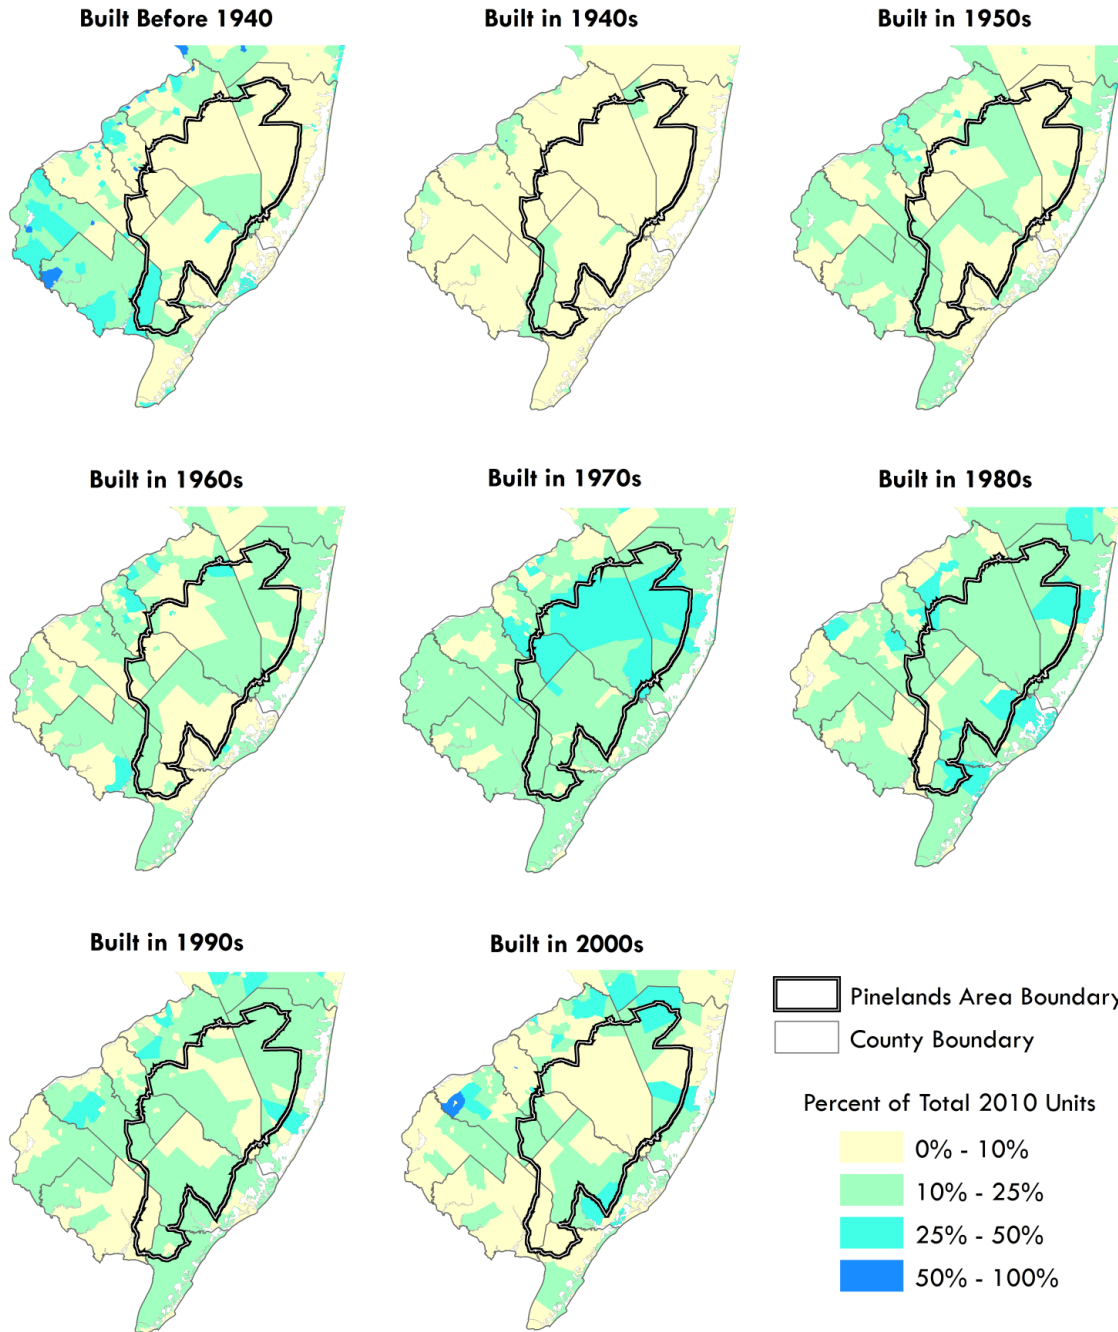 Built Before 1940
Built in 1940s
Built in 1950s
Built in 1960s
Built in 1970s
Built in 1980s
Built in 1990s
Built in 2000s
Pinelands Area Boundary
County Boundary
Percent of Total 2010 Units
0% - 10%
10% - 25%
25% - 50%
50% - 100%